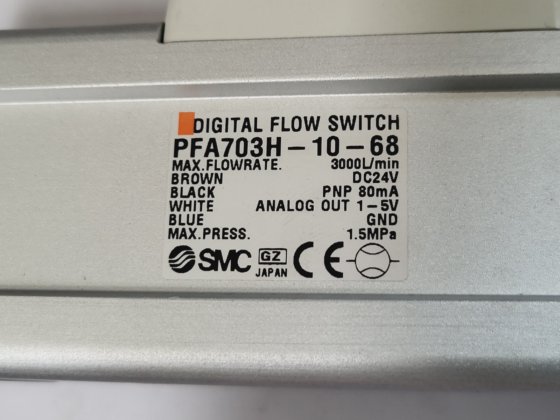 DIGITAL FLOW SWITCH
PFA703H-10-68
MAX.FLOWRATE. 3000L/min
BROWN DC24V
BLACK PNP 80mA
WHITE ANALOG OUT 1-5V
BLUE GND
MAX.PRESS. 1.5MPa
SMC GZ JAPAN CE